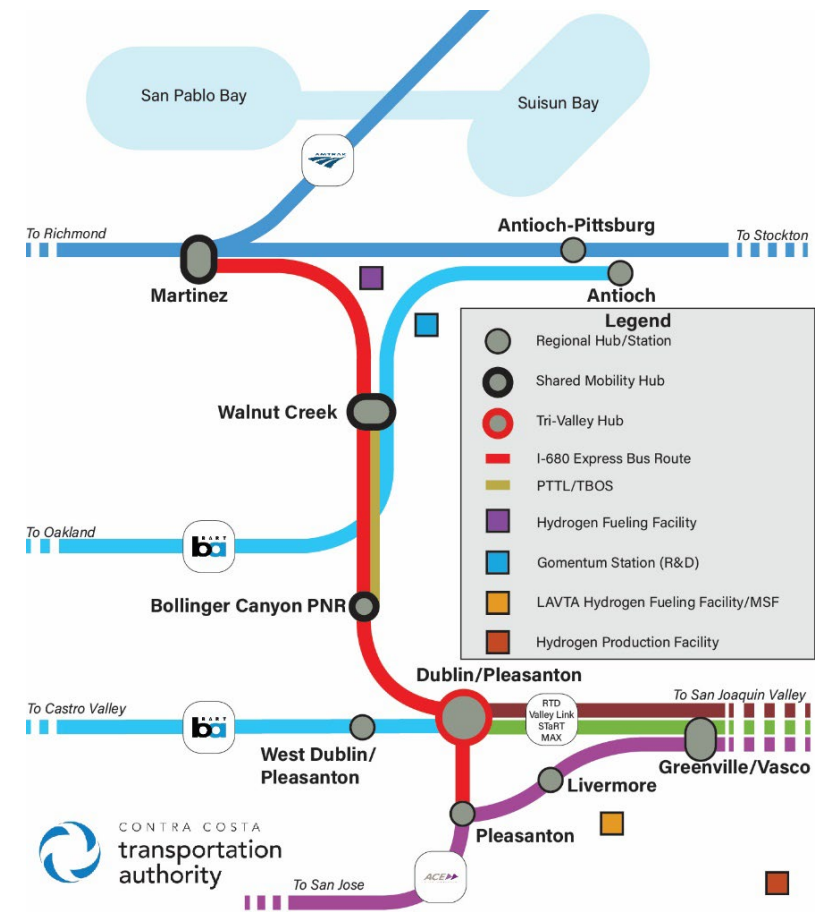 San Pablo Bay
Suisun Bay
AMTRAK
To Richmond
Antioch-Pittsburg
To Stockton
Martinez
Antioch
Legend
Regional Hub/Station
Shared Mobility Hub
Tri-Valley Hub
I-680 Express Bus Route
PTTL/TBOS
Hydrogen Fueling Facility
Gomentum Station (R&D)
LAVTA Hydrogen Fueling Facility/MSF
Hydrogen Production Facility
Walnut Creek
To Oakland
BART
ba
Bollinger Canyon PNR
Dublin/Pleasanton
To Castro Valley
BART
ba
RTD
Valley Link
STaRT
MAX
To San Joaquin Valley
West Dublin/
Pleasanton
Greenville/Vasco
Livermore
Pleasanton
CONTRA COSTA
transportation
authority
ACE
To San Jose